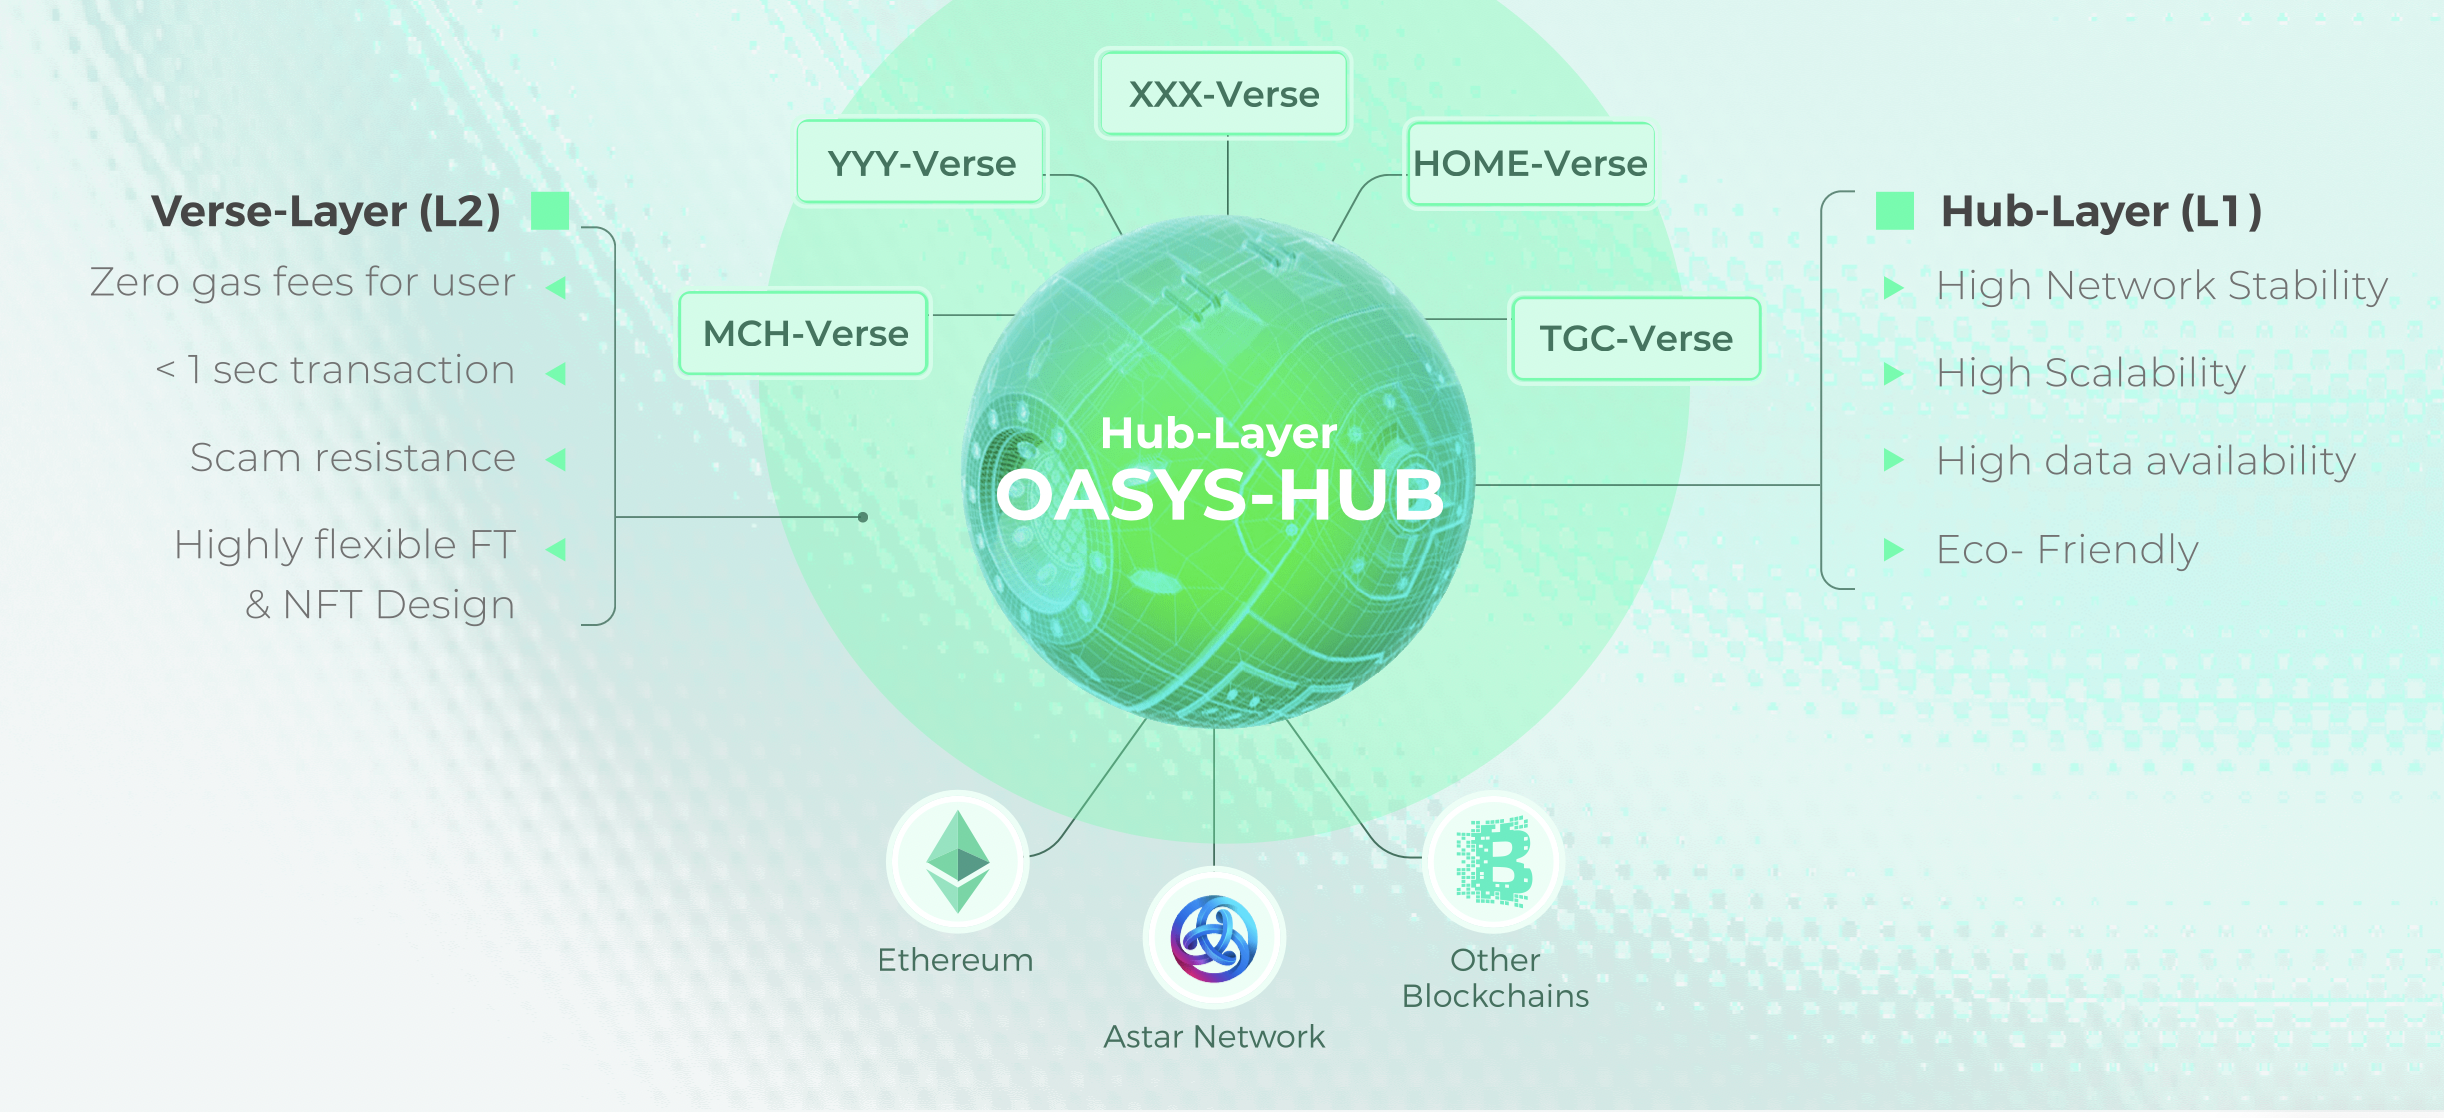 XXX-Verse
YYY-Verse
HOME-Verse
MCH-Verse
TGC-Verse
Verse-Layer (L2)
Zero gas fees for user
< 1 sec transaction
Scam resistance
Highly flexible FT
& NFT Design
Hub-Layer
OASYS-HUB
Hub-Layer (L1)
High Network Stability
High Scalability
High data availability
Eco- Friendly
Ethereum
Astar Network
Other
Blockchains